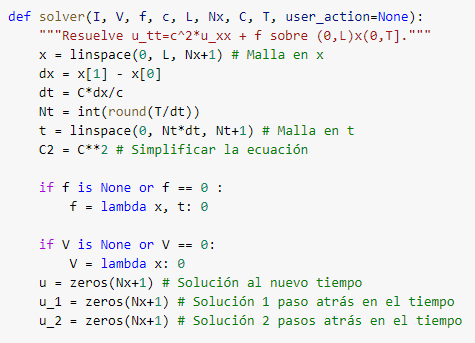 def solver(I, V, f, c, L, Nx, C, T, user_action=None):
    """Resuelve u_tt=c^2*u_xx + f sobre (0,L)x(0,T]."""
    x = linspace(0, L, Nx+1) # Malla en x
    dx = x[1] - x[0]
    dt = C*dx/c
    Nt = int(round(T/dt))
    t = linspace(0, Nt*dt, Nt+1) # Malla en t
    C2 = C**2 # Simplificar la ecuación

    if f is None or f == 0 :
        f = lambda x, t: 0

    if V is None or V == 0:
        V = lambda x: 0
    u = zeros(Nx+1) # Solución al nuevo tiempo
    u_1 = zeros(Nx+1) # Solución 1 paso atrás en el tiempo
    u_2 = zeros(Nx+1) # Solución 2 pasos atrás en el tiempo